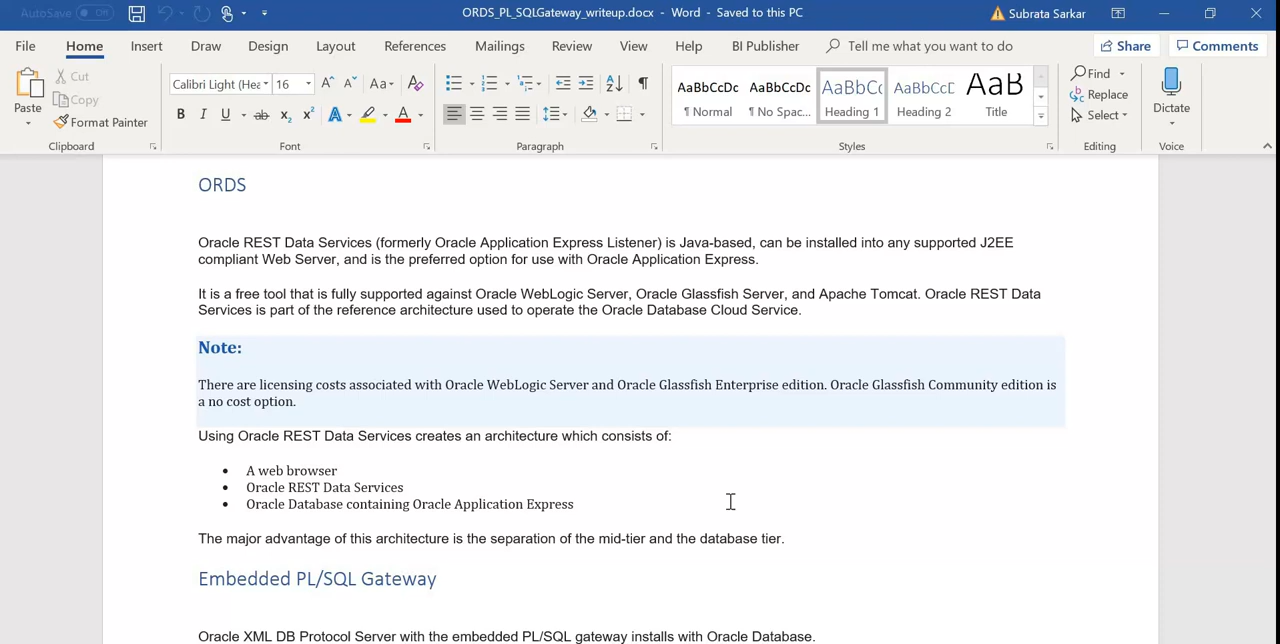 AutoSave Off ORDS_PL_SQLGateway_writeup.docx - Word - Saved to this PC Subrata Sarkar
File Home Insert Draw Design Layout References Mailings Review View Help BI Publisher Tell me what you want to do Share Comments
Paste Cut Copy Format Painter
Clipboard
Calibri Light (Hea 16 Aa
B I U ab x₂ x² A A
Font
Paragraph
AaBbCcDc AaBbCcDc AaBbCc AaBbCcD AaB
¶ Normal ¶ No Spac... Heading 1 Heading 2 Title
Styles
Find
Replace
Select
Editing
Dictate
Voice
ORDS
Oracle REST Data Services (formerly Oracle Application Express Listener) is Java-based, can be installed into any supported J2EE
compliant Web Server, and is the preferred option for use with Oracle Application Express.
It is a free tool that is fully supported against Oracle WebLogic Server, Oracle Glassfish Server, and Apache Tomcat. Oracle REST Data
Services is part of the reference architecture used to operate the Oracle Database Cloud Service.
Note:
There are licensing costs associated with Oracle WebLogic Server and Oracle Glassfish Enterprise edition. Oracle Glassfish Community edition is
a no cost option.
Using Oracle REST Data Services creates an architecture which consists of:
• A web browser
• Oracle REST Data Services
• Oracle Database containing Oracle Application Express
The major advantage of this architecture is the separation of the mid-tier and the database tier.
Embedded PL/SQL Gateway
Oracle XML DB Protocol Server with the embedded PL/SQL gateway installs with Oracle Database.